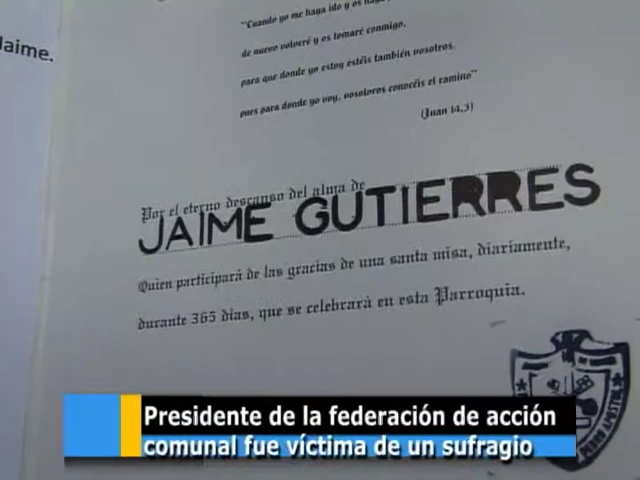 "Cuando yo me haya ido y os
de nuevo volveré y os tomaré conmigo,
para que donde yo estoy estéis también vosotros,
pues para donde yo voy, vosotoros conocéis el camino"
(Juan 14,3)
Jaime.
Por el eterno descanso del alma de
JAIME GUTIERRES
Quien participará de las gracias de una santa misa, diariamente,
durante 365 días, que se celebrará en esta Parroquia.
PEDRO APOSTOL
Presidente de la federación de acción
comunal fue víctima de un sufragio